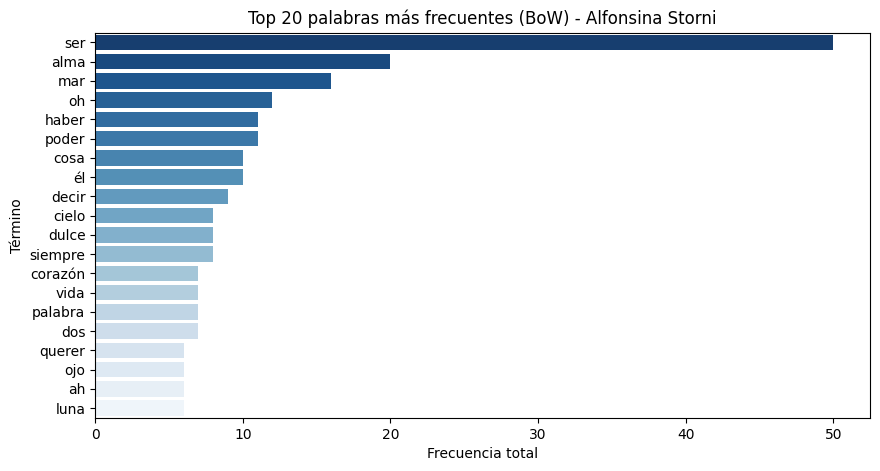 Top 20 palabras más frecuentes (BoW) - Alfonsina Storni
Término
ser
alma
mar
oh
haber
poder
cosa
él
decir
cielo
dulce
siempre
corazón
vida
palabra
dos
querer
ojo
ah
luna
0 10 20 30 40 50
Frecuencia total